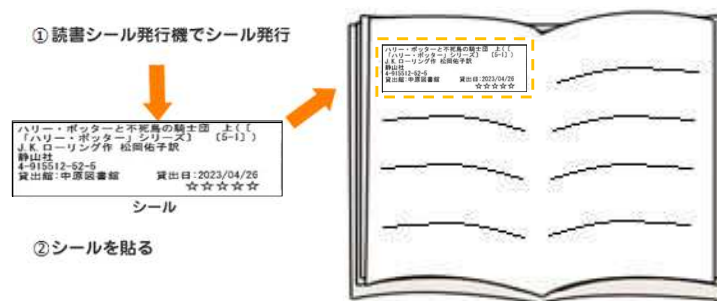 ①読書シール発行機でシール発行
ハリー・ポッターと不死鳥の騎士団 上([
「ハリー・ポッター」シリーズ] [5-1])
J.K.ローリング作 松岡佑子訳
静山社
4-915512-52-5
貸出館:中原図書館 貸出日:2023/04/26
☆☆☆☆☆
シール
②シールを貼る
ハリー・ポッターと不死鳥の騎士団 上([
「ハリー・ポッター」シリーズ] [5-1])
J.K.ローリング作 松岡佑子訳
静山社
4-915512-52-5
貸出館:中原図書館 貸出日:2023/04/26
☆☆☆☆☆